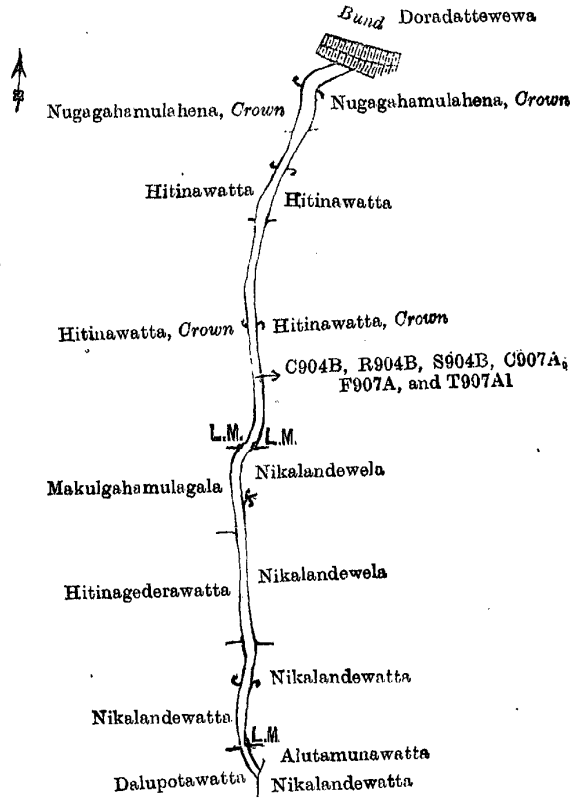 Bund Doradattewewa
Nugagahamulahena, Crown
Nugagahamulahena, Crown
Hitinawatta
Hitinawatta
Hitinawatta, Crown
Hitinawatta, Crown
C904B, R904B, S904B, C907A,
F907A, and T907A1
L.M.
L.M.
Nikalandewela
Makulgahamulagala
Nikalandewela
Hitinagederawatta
Nikalandewatta
Nikalandewatta
L.M.
Alutamunawatta
Dalupotawatta
Nikalandewatta